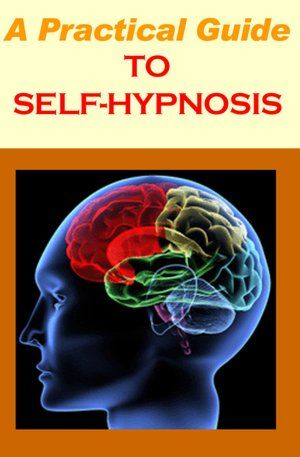 A Practical Guide
TO
SELF-HYPNOSIS